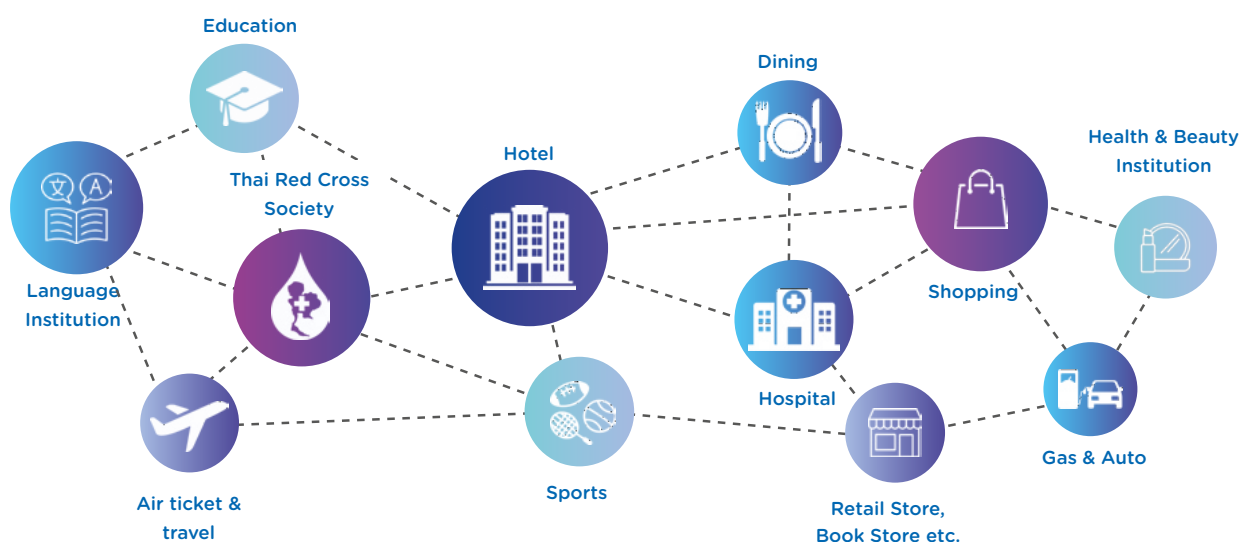 Education
Dining
Health & Beauty
Institution
Hotel
Thai Red Cross
Society
文 A
Language
Institution
Shopping
Hospital
Gas & Auto
Air ticket &
travel
Sports
Retail Store,
Book Store etc.